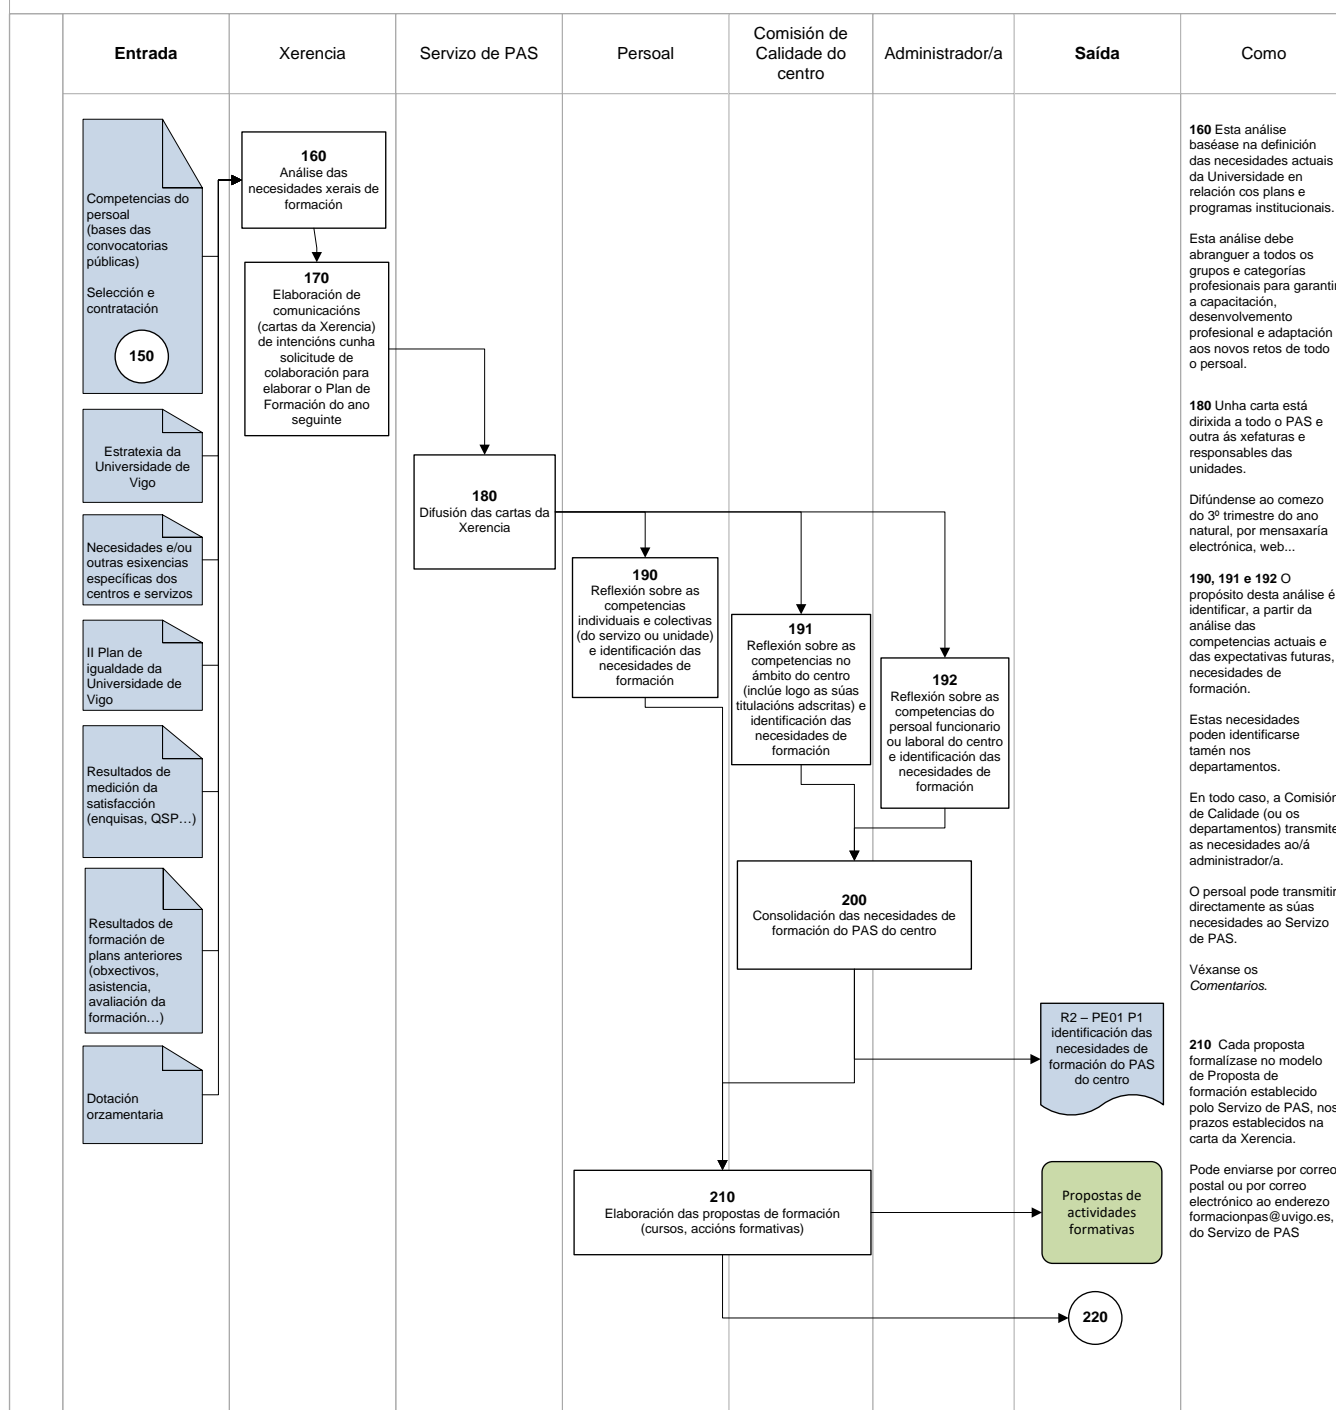 Entrada
Xerencia
Servizo de PAS
Persoal
Comisión de
Calidade do
centro
Administrador/a
Saída
Como
Competencias do
persoal
(bases das
convocatorias
públicas)
Selección e
contratación
150
Estratexia da
Universidade de
Vigo
Necesidades e/ou
outras esixencias
específicas dos
centros e servizos
II Plan de
igualdade da
Universidade de
Vigo
Resultados de
medición da
satisfacción
(enquisas, QSP…)
Resultados de
formación de
plans anteriores
(obxectivos,
asistencia,
avaliación da
formación…)
Dotación
orzamentaria
160
Análise das
necesidades xerais de
formación
170
Elaboración de
comunicacións
(cartas da Xerencia)
de intencións cunha
solicitude de
colaboración para
elaborar o Plan de
Formación do ano
seguinte
180
Difusión das cartas da
Xerencia
190
Reflexión sobre as
competencias
individuais e colectivas
(do servizo ou unidade)
e identificación das
necesidades de
formación
191
Reflexión sobre as
competencias no
ámbito do centro
(inclúe logo as súas
titulacións adscritas) e
identificación das
necesidades de
formación
192
Reflexión sobre as
competencias do
persoal funcionario
ou laboral do centro
e identificación das
necesidades de
formación
200
Consolidación das necesidades de
formación do PAS do centro
R2 – PE01 P1
identificación das
necesidades de
formación do PAS
do centro
210
Elaboración das propostas de formación
(cursos, accións formativas)
Propostas de
actividades
formativas
220
160 Esta análise
baséase na definición
das necesidades actuais
da Universidade en
relación cos plans e
programas institucionais.
Esta análise debe
abranguer a todos os
grupos e categorías
profesionais para garantir
a capacitación,
desenvolvemento
profesional e adaptación
aos novos retos de todo
o persoal.
180 Unha carta está
dirixida a todo o PAS e
outra ás xefaturas e
responsables das
unidades.
Difúndense ao comezo
do 3º trimestre do ano
natural, por mensaxaría
electrónica, web...
190, 191 e 192 O
propósito desta análise é
identificar, a partir da
análise das
competencias actuais e
das expectativas futuras,
necesidades de
formación.
Estas necesidades
poden identificarse
tamén nos
departamentos.
En todo caso, a Comisión
de Calidade (ou os
departamentos) transmite
as necesidades ao/á
administrador/a.
O persoal pode transmitir
directamente as súas
necesidades ao Servizo
de PAS.
Véxanse os
Comentarios.
210 Cada proposta
formalízase no modelo
de Proposta de
formación establecido
polo Servizo de PAS, nos
prazos establecidos na
carta da Xerencia.
Pode enviarse por correo
postal ou por correo
electrónico ao enderezo
formacionpas@uvigo.es,
do Servizo de PAS